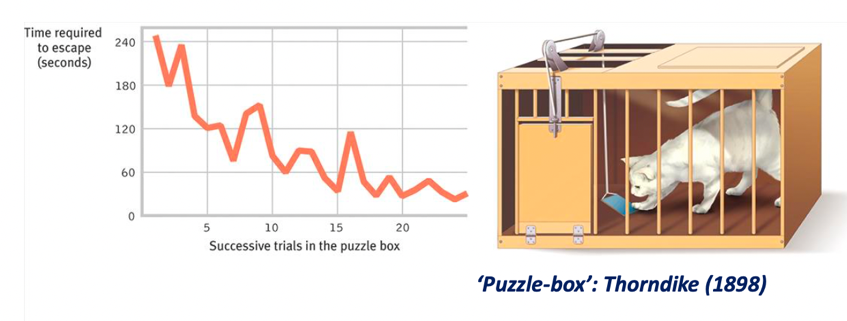 Time required
to escape
(seconds)
240
180
120
60
0
5 10 15 20
Successive trials in the puzzle box
‘Puzzle-box’: Thorndike (1898)